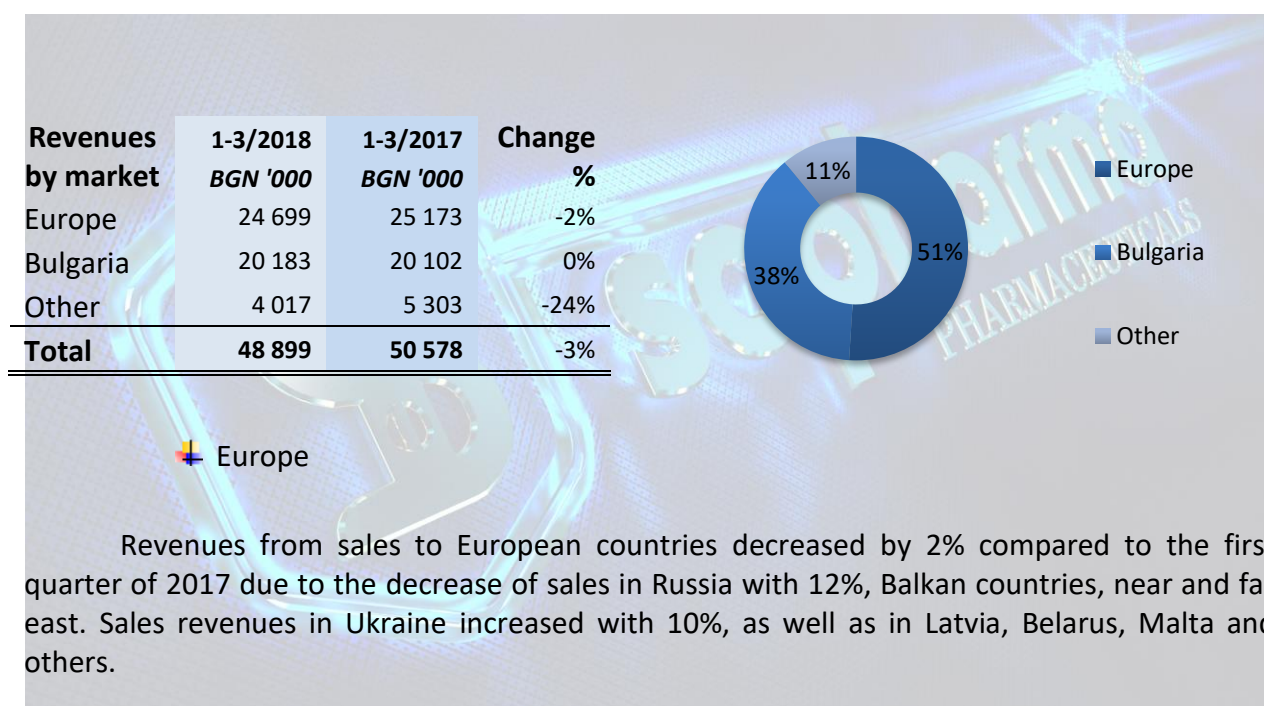 Revenues by market 1-3/2018 BGN '000 1-3/2017 BGN '000 Change %
Europe 24 699 25 173 -2%
Bulgaria 20 183 20 102 0%
Other 4 017 5 303 -24%
Total 48 899 50 578 -3%
11%
51%
38%
Europe
Bulgaria
Other
sopharma
PHARMACEUTICALS
Europe
Revenues from sales to European countries decreased by 2% compared to the firs
quarter of 2017 due to the decrease of sales in Russia with 12%, Balkan countries, near and fa
east. Sales revenues in Ukraine increased with 10%, as well as in Latvia, Belarus, Malta and
others.